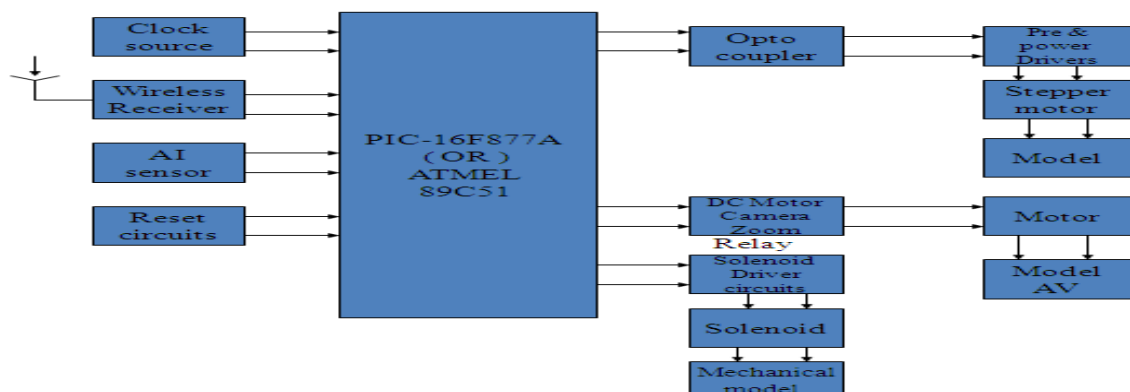 Clock
source
Wireless
Receiver
AI
sensor
Reset
circuits
PIC-16F877A
( OR )
ATMEL
89C51
Opto
coupler
Pre &
power
Drivers
Stepper
motor
Model
DC Motor
Camera
Zoom
Relay
Motor
Model
AV
Solenoid
Driver
circuits
Solenoid
Mechanical
model